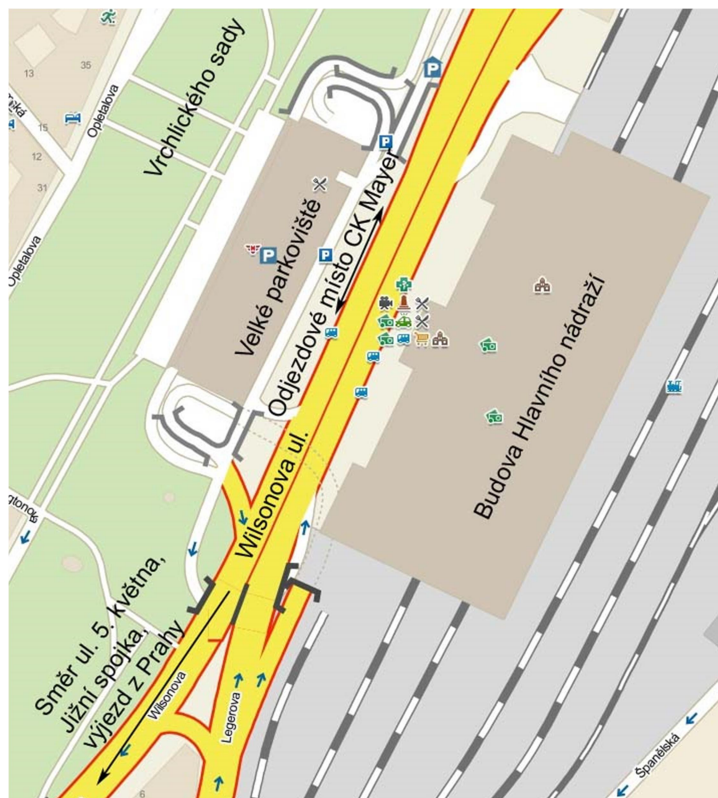 Vrchlického sady
13
35
Opletalova
15
12
31
Opletalova
P
P
P
P
Velké parkoviště
Odjezdové místo CK Mayer
Budova Hlavního nádraží
Wilsonova ul.
Směr ul. 5. května,
Jižní spojka,
výjezd z Prahy
Wilsonova
Legerova
Španělská
6